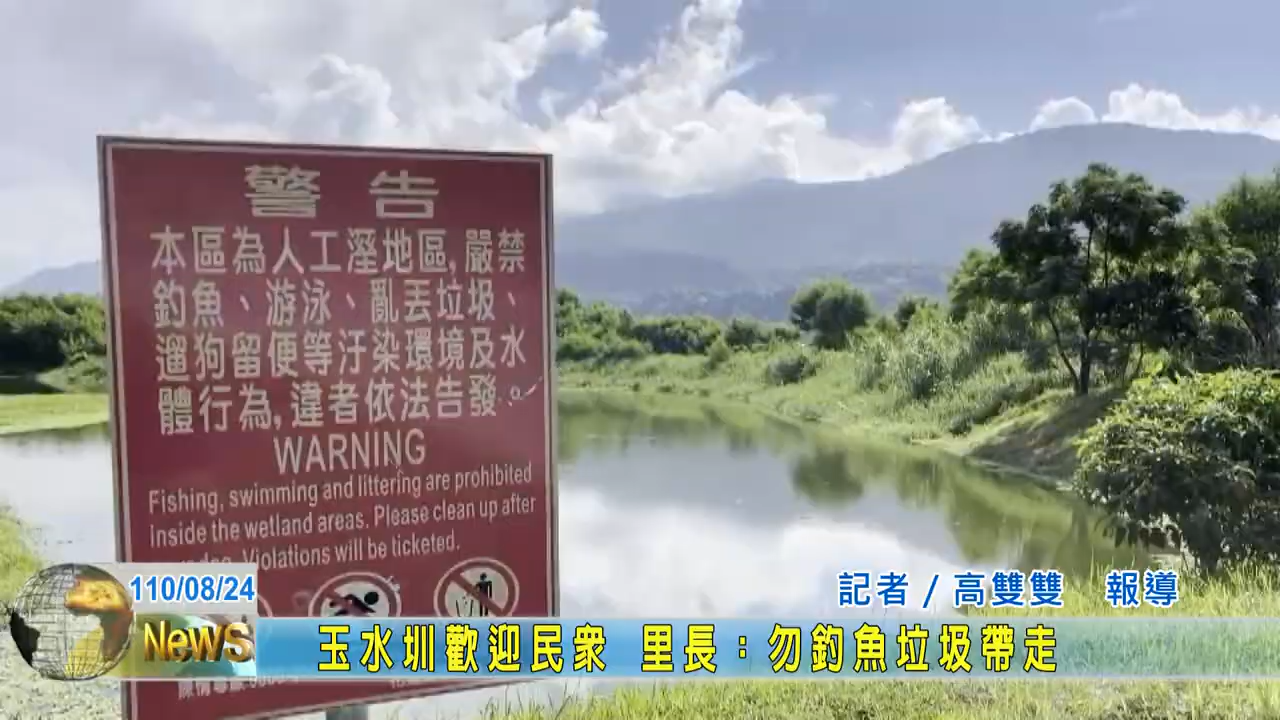 警告
本區為人工溼地區,嚴禁
釣魚、游泳、亂丟垃圾、
遛狗留便等汙染環境及水
體行為,違者依法告發。
WARNING
Fishing, swimming and littering are prohibited
inside the wetland areas. Please clean up after
Violations will be ticketed.
記者/高雙雙 報導
110/08/24
News
玉水圳歡迎民眾 里長:勿釣魚垃圾帶走